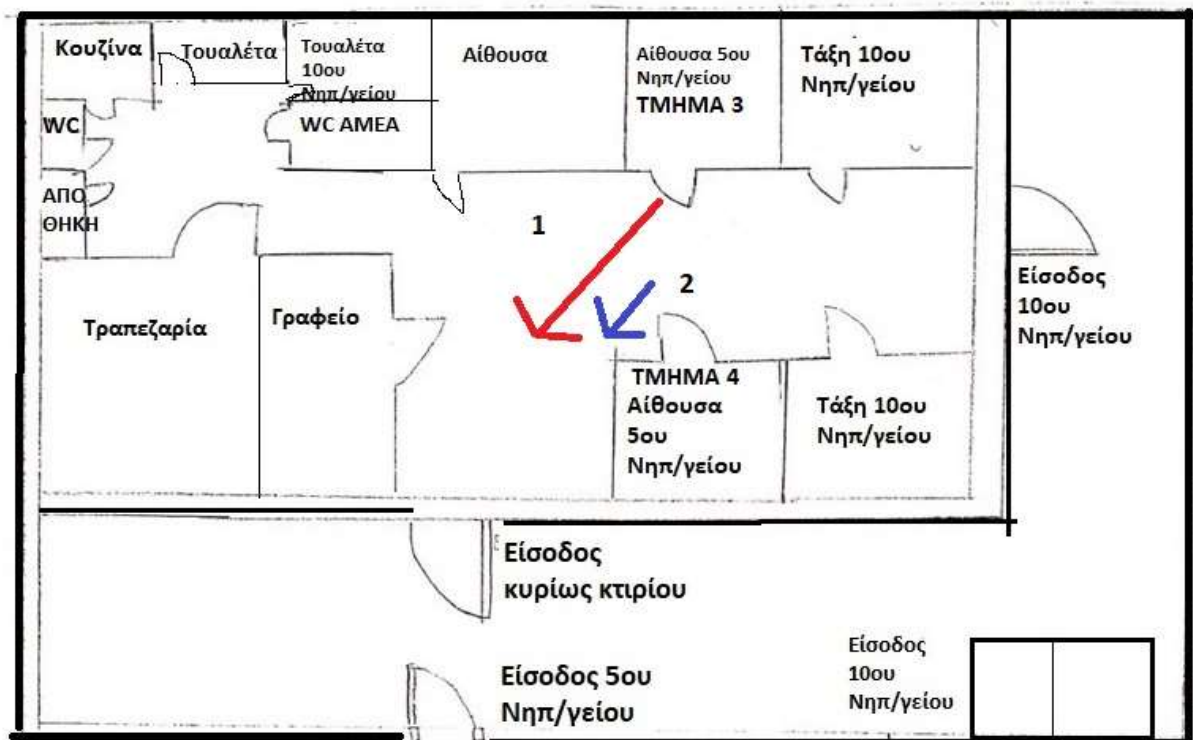 Κουζίνα
Τουαλέτα
Τουαλέτα
10ου
Νηπ/γείου
Αίθουσα
Αίθουσα 5ου
Νηπ/γείου
ΤΜΗΜΑ 3
Τάξη 10ου
Νηπ/γείου
WC
WC ΑΜΕΑ
ΑΠΟ
ΘΗΚΗ
1
2
Είσοδος
10ου
Νηπ/γείου
Τραπεζαρία
Γραφείο
ΤΜΗΜΑ 4
Αίθουσα
5ου
Νηπ/γείου
Τάξη 10ου
Νηπ/γείου
Είσοδος
κυρίως κτιρίου
Είσοδος 5ου
Νηπ/γείου
Είσοδος
10ου
Νηπ/γείου